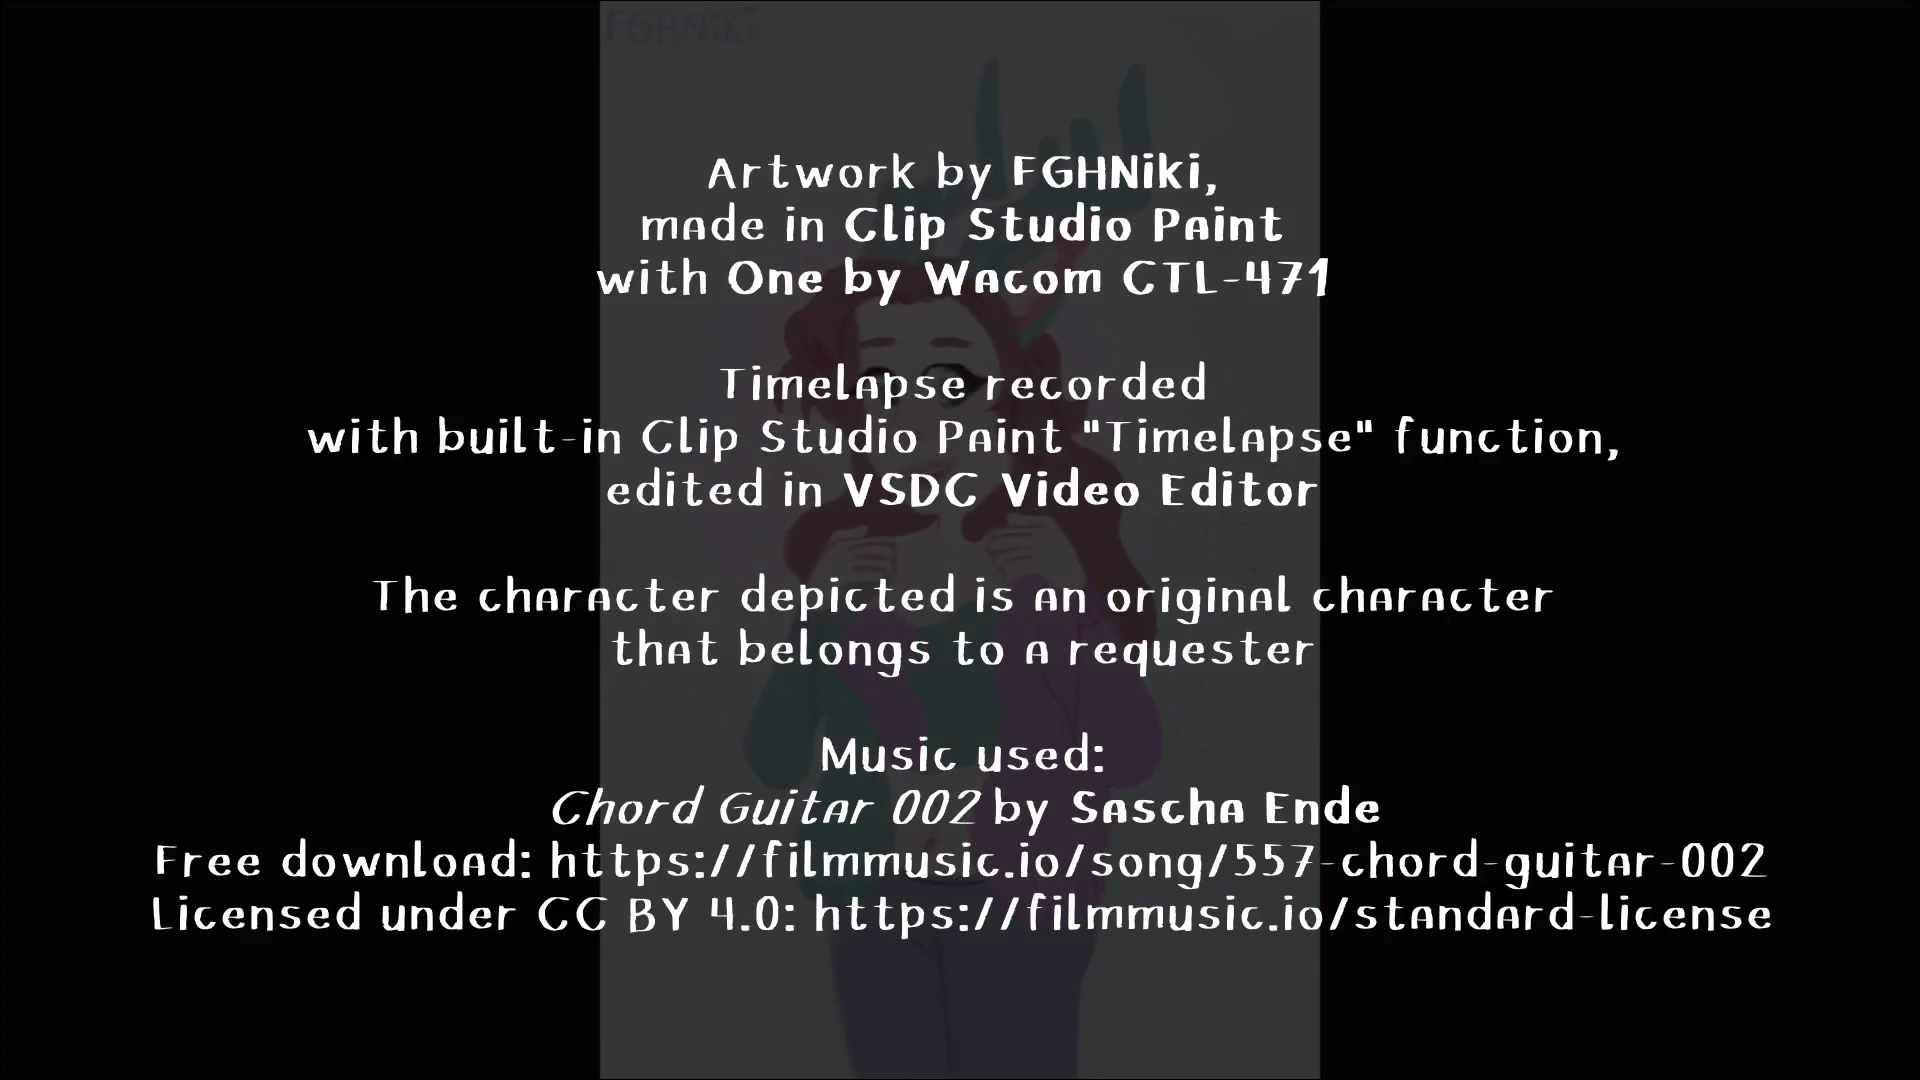 FGHNiki
Artwork by FGHNiki,
made in Clip Studio Paint
with One by Wacom CTL-471
Timelapse recorded
with built-in Clip Studio Paint "Timelapse" function,
edited in VSDC Video Editor
The character depicted is an original character
that belongs to a requester
Music used:
Chord Guitar 002 by Sascha Ende
Free download: https://filmmusic.io/song/557-chord-guitar-002
Licensed under CC BY 4.0: https://filmmusic.io/standard-license